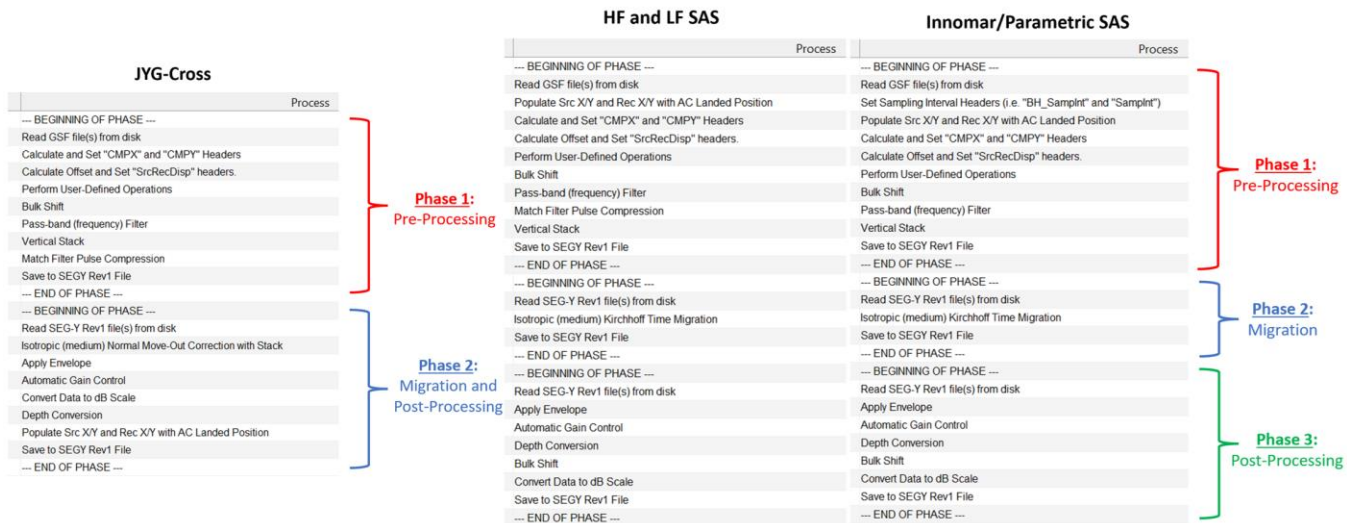 JYG-Cross
Process
--- BEGINNING OF PHASE ---
Read GSF file(s) from disk
Calculate and Set "CMPX" and "CMPY" Headers
Calculate Offset and Set "SrcRecDisp" headers.
Perform User-Defined Operations
Bulk Shift
Pass-band (frequency) Filter
Vertical Stack
Match Filter Pulse Compression
Save to SEGY Rev1 File
--- END OF PHASE ---
--- BEGINNING OF PHASE ---
Read SEG-Y Rev1 file(s) from disk
Isotropic (medium) Normal Move-Out Correction with Stack
Apply Envelope
Automatic Gain Control
Convert Data to dB Scale
Depth Conversion
Populate Src X/Y and Rec X/Y with AC Landed Position
Save to SEGY Rev1 File
--- END OF PHASE ---
Phase 1:
Pre-Processing
Phase 2:
Migration and
Post-Processing
HF and LF SAS
Process
--- BEGINNING OF PHASE ---
Read GSF file(s) from disk
Populate Src X/Y and Rec X/Y with AC Landed Position
Calculate and Set "CMPX" and "CMPY" Headers
Calculate Offset and Set "SrcRecDisp" headers.
Perform User-Defined Operations
Bulk Shift
Pass-band (frequency) Filter
Match Filter Pulse Compression
Vertical Stack
Save to SEGY Rev1 File
--- END OF PHASE ---
--- BEGINNING OF PHASE ---
Read SEG-Y Rev1 file(s) from disk
Isotropic (medium) Kirchhoff Time Migration
Save to SEGY Rev1 File
--- END OF PHASE ---
--- BEGINNING OF PHASE ---
Read SEG-Y Rev1 file(s) from disk
Apply Envelope
Automatic Gain Control
Depth Conversion
Bulk Shift
Convert Data to dB Scale
Save to SEGY Rev1 File
--- END OF PHASE ---
Innomar/Parametric SAS
Process
--- BEGINNING OF PHASE ---
Read GSF file(s) from disk
Set Sampling Interval Headers (i.e. "BH_SampInt" and "SampInt")
Populate Src X/Y and Rec X/Y with AC Landed Position
Calculate and Set "CMPX" and "CMPY" Headers
Calculate Offset and Set "SrcRecDisp" headers.
Perform User-Defined Operations
Bulk Shift
Pass-band (frequency) Filter
Vertical Stack
Save to SEGY Rev1 File
--- END OF PHASE ---
--- BEGINNING OF PHASE ---
Read SEG-Y Rev1 file(s) from disk
Isotropic (medium) Kirchhoff Time Migration
Save to SEGY Rev1 File
--- END OF PHASE ---
--- BEGINNING OF PHASE ---
Read SEG-Y Rev1 file(s) from disk
Apply Envelope
Automatic Gain Control
Depth Conversion
Bulk Shift
Convert Data to dB Scale
Save to SEGY Rev1 File
--- END OF PHASE ---
Phase 1:
Pre-Processing
Phase 2:
Migration
Phase 3:
Post-Processing